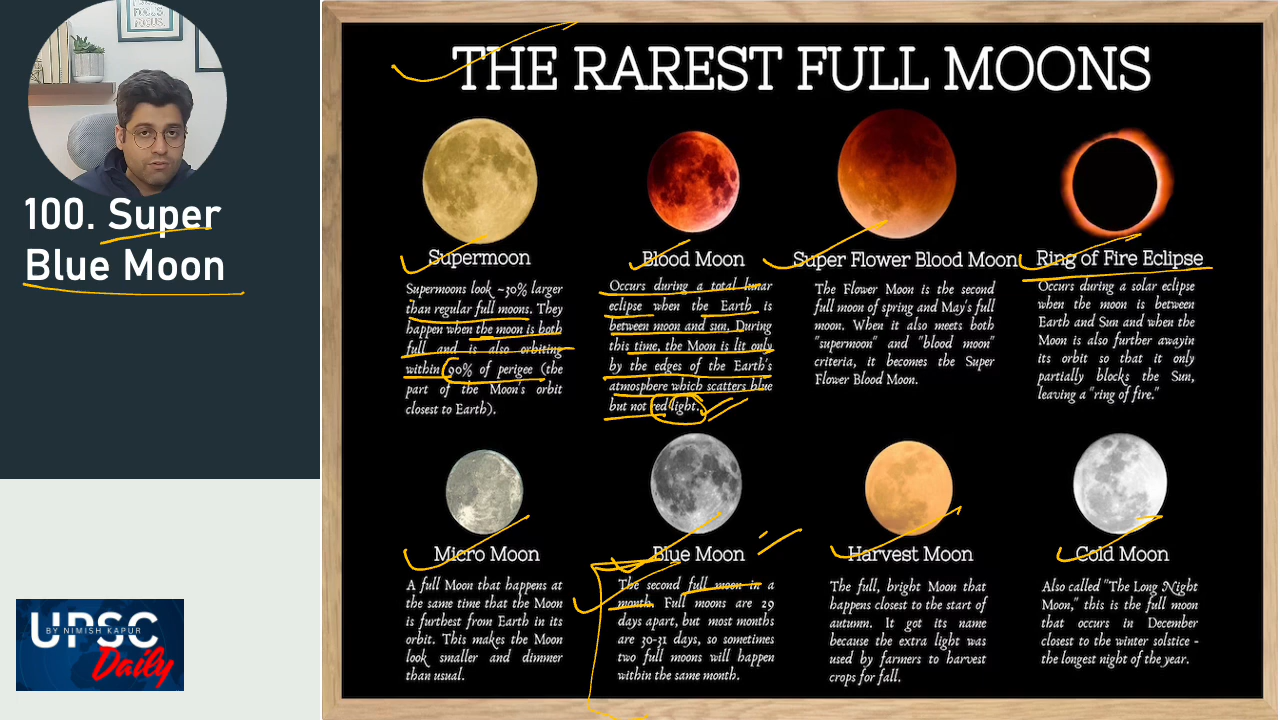 FOCUS.
FOCUS.
100. Super
Blue Moon
UPSC
BY NIMISH KAPUR
Daily
THE RAREST FULL MOONS
Supermoon
Supermoons look ~30% larger
than regular full moons. They
happen when the moon is both
full and is also orbiting
within 90% of perigee (the
part of the Moon's orbit
closest to Earth).
Blood Moon
Occurs during a total lunar
eclipse when the Earth is
between moon and sun. During
this time, the Moon is lit only
by the edges of the Earth's
atmosphere which scatters blue
but not red light.
Super Flower Blood Moon
The Flower Moon is the second
full moon of spring and May's full
moon. When it also meets both
"supermoon" and "blood moon"
criteria, it becomes the Super
Flower Blood Moon.
Ring of Fire Eclipse
Occurs during a solar eclipse
when the moon is between
Earth and Sun and when the
Moon is also further awayin
its orbit so that it only
partially blocks the Sun,
leaving a "ring of fire."
Micro Moon
A full Moon that happens at
the same time that the Moon
is furthest from Earth in its
orbit. This makes the Moon
look smaller and dimmer
than usual.
Blue Moon
The second full moon in a
month. Full moons are 29
days apart, but most months
are 30-31 days, so sometimes
two full moons will happen
within the same month.
Harvest Moon
The full, bright Moon that
happens closest to the start of
autumn. It got its name
because the extra light was
used by farmers to harvest
crops for fall.
Cold Moon
Also called "The Long Night
Moon," this is the full moon
that occurs in December
closest to the winter solstice -
the longest night of the year.